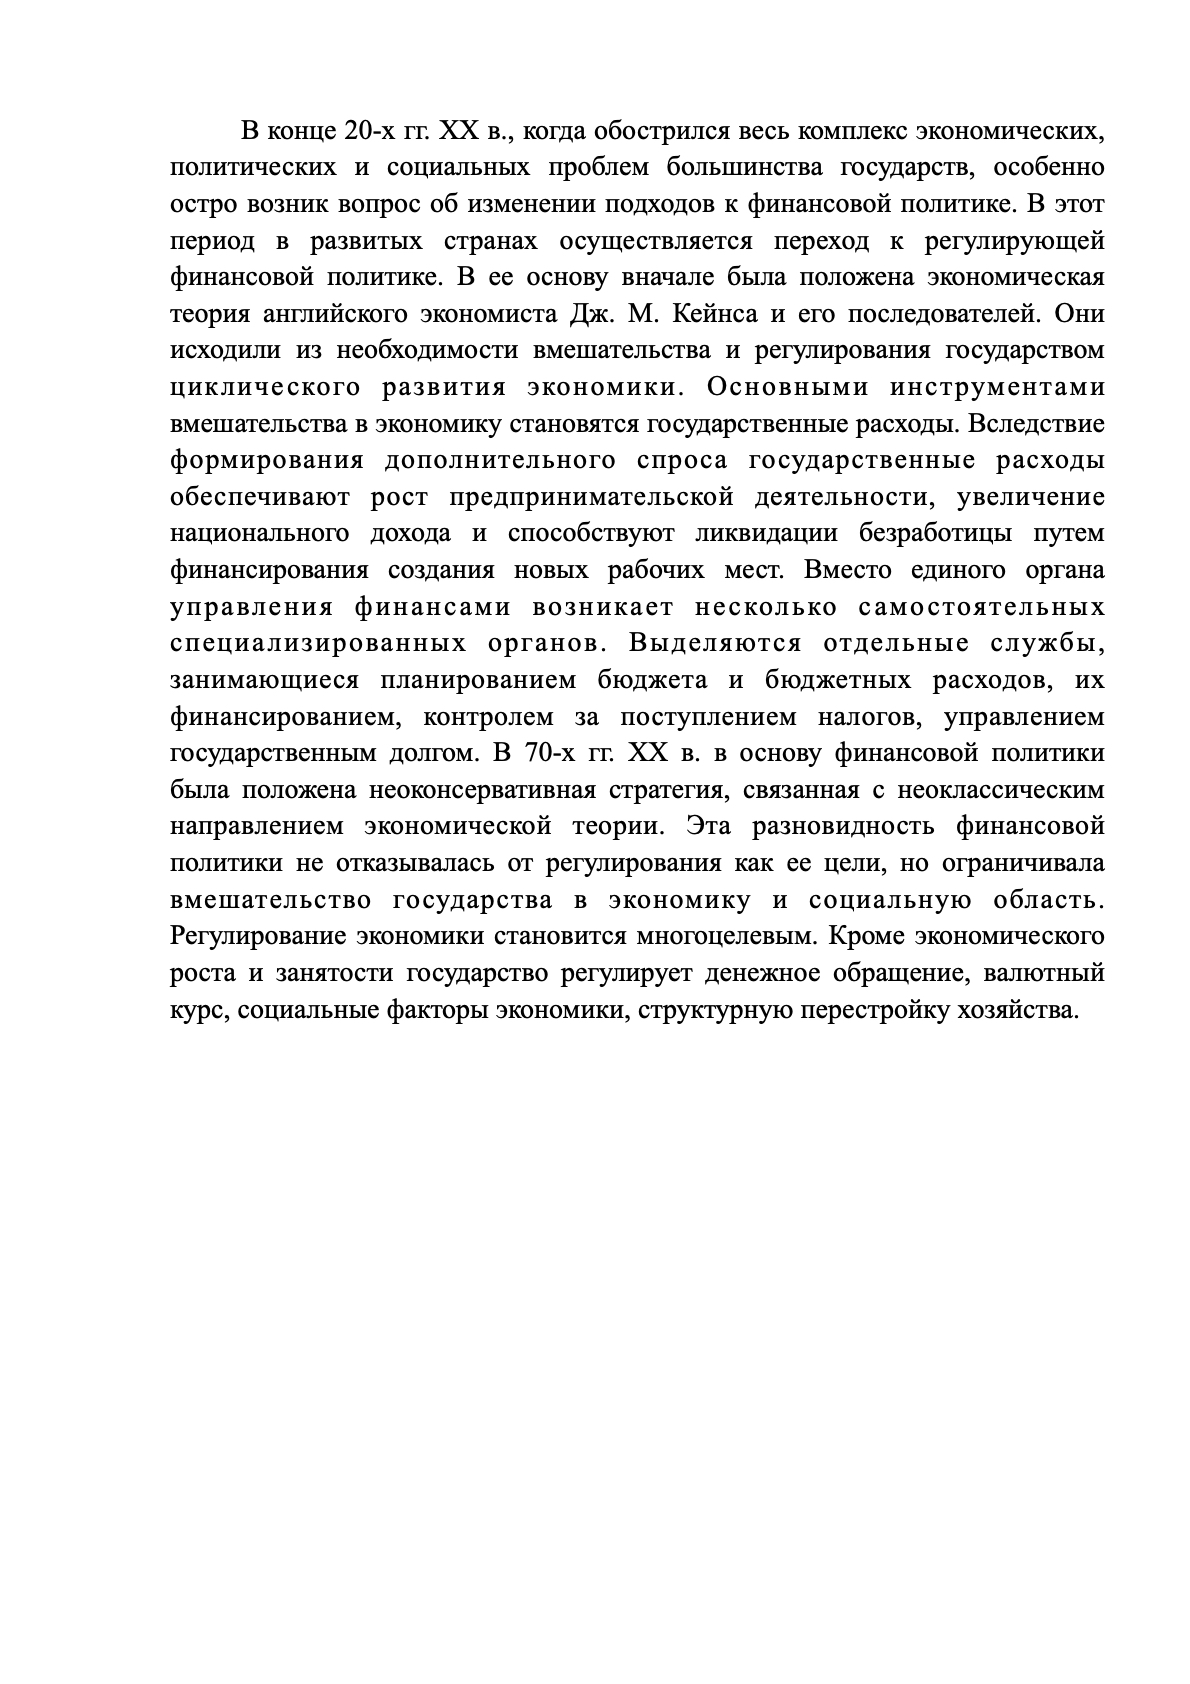 В конце 20-х гг. XX в., когда обострился весь комплекс экономических,
политических и социальных проблем большинства государств, особенно
остро возник вопрос об изменении подходов к финансовой политике. В этот
период в развитых странах осуществляется переход к регулирующей
финансовой политике. В ее основу вначале была положена экономическая
теория английского экономиста Дж. М. Кейнса и его последователей. Они
исходили из необходимости вмешательства и регулирования государством
циклического развития экономики. Основными инструментами
вмешательства в экономику становятся государственные расходы. Вследствие
формирования дополнительного спроса государственные расходы
обеспечивают рост предпринимательской деятельности, увеличение
национального дохода и способствуют ликвидации безработицы путем
финансирования создания новых рабочих мест. Вместо единого органа
управления финансами возникает несколько самостоятельных
специализированных органов. Выделяются отдельные службы,
занимающиеся планированием бюджета и бюджетных расходов, их
финансированием, контролем за поступлением налогов, управлением
государственным долгом. В 70-х гг. XX в. в основу финансовой политики
была положена неоконсервативная стратегия, связанная с неоклассическим
направлением экономической теории. Эта разновидность финансовой
политики не отказывалась от регулирования как ее цели, но ограничивала
вмешательство государства в экономику и социальную область.
Регулирование экономики становится многоцелевым. Кроме экономического
роста и занятости государство регулирует денежное обращение, валютный
курс, социальные факторы экономики, структурную перестройку хозяйства.